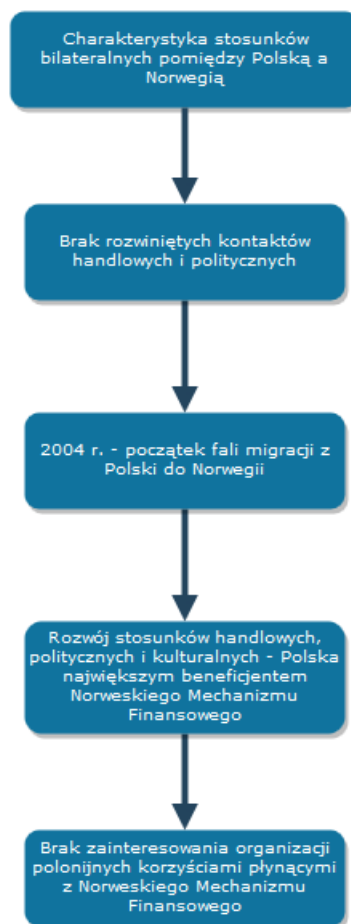 Charakterystyka stosunków
bilateralnych pomiędzy Polską a
Norwegią
Brak rozwiniętych kontaktów
handlowych i politycznych
2004 r. - początek fali migracji z
Polski do Norwegii
Rozwój stosunków handlowych,
politycznych i kulturalnych - Polska
największym beneficjentem
Norweskiego Mechanizmu
Finansowego
Brak zainteresowania organizacji
polonijnych korzyściami płynącymi
z Norweskiego Mechanizmu
Finansowego